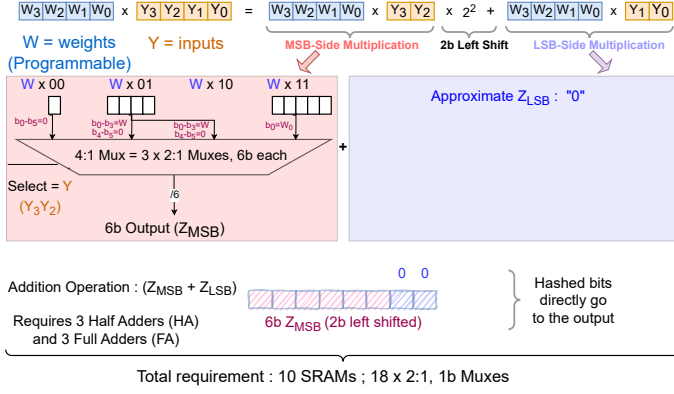 W3 W2 W1 W0 x Y3 Y2 Y1 Y0 = W3 W2 W1 W0 x Y3 Y2 x 2² + W3 W2 W1 W0 x Y1 Y0
W = weights Y = inputs
(Programmable)
MSB-Side Multiplication 2b Left Shift LSB-Side Multiplication
W x 00 W x 01 W x 10 W x 11
b0-b5=0 b0-b3=W b4-b5=0 b0-b3=W b4-b5=0 b0=W0
4:1 Mux = 3 x 2:1 Muxes, 6b each
Select = Y
(Y3Y2)
/6
6b Output (ZMSB)
+
Approximate ZLSB : "0"
0 0
Addition Operation : (ZMSB + ZLSB)
6b ZMSB (2b left shifted)
Requires 3 Half Adders (HA)
and 3 Full Adders (FA)
Hashed bits
directly go
to the output
Total requirement : 10 SRAMs ; 18 x 2:1, 1b Muxes